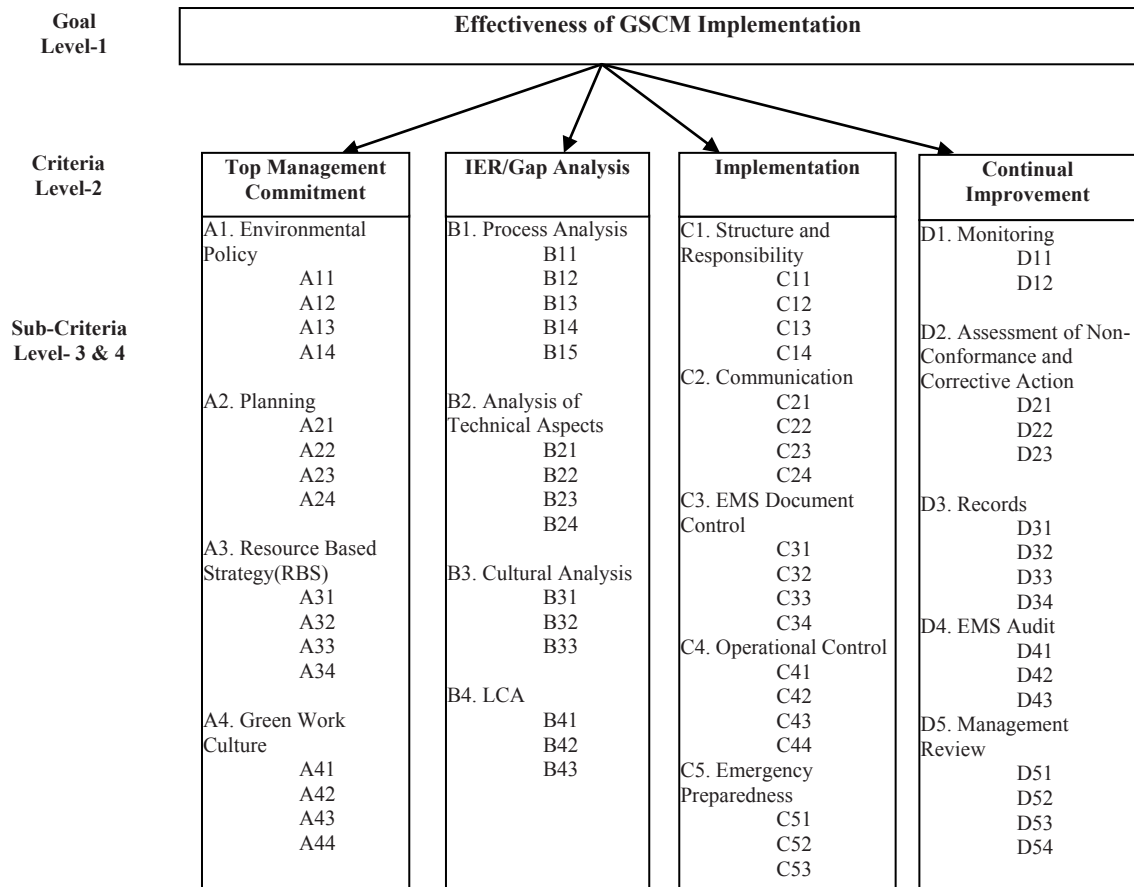 Goal
Level-1
Effectiveness of GSCM Implementation
Criteria
Level-2
Top Management
Commitment
IER/Gap Analysis
Implementation
Continual
Improvement
Sub-Criteria
Level- 3 & 4
A1. Environmental
Policy
A11
A12
A13
A14
A2. Planning
A21
A22
A23
A24
A3. Resource Based
Strategy(RBS)
A31
A32
A33
A34
A4. Green Work
Culture
A41
A42
A43
A44
B1. Process Analysis
B11
B12
B13
B14
B15
B2. Analysis of
Technical Aspects
B21
B22
B23
B24
B3. Cultural Analysis
B31
B32
B33
B4. LCA
B41
B42
B43
C1. Structure and
Responsibility
C11
C12
C13
C14
C2. Communication
C21
C22
C23
C24
C3. EMS Document
Control
C31
C32
C33
C34
C4. Operational Control
C41
C42
C43
C44
C5. Emergency
Preparedness
C51
C52
C53
D1. Monitoring
D11
D12
D2. Assessment of Non-
Conformance and
Corrective Action
D21
D22
D23
D3. Records
D31
D32
D33
D34
D4. EMS Audit
D41
D42
D43
D5. Management
Review
D51
D52
D53
D54